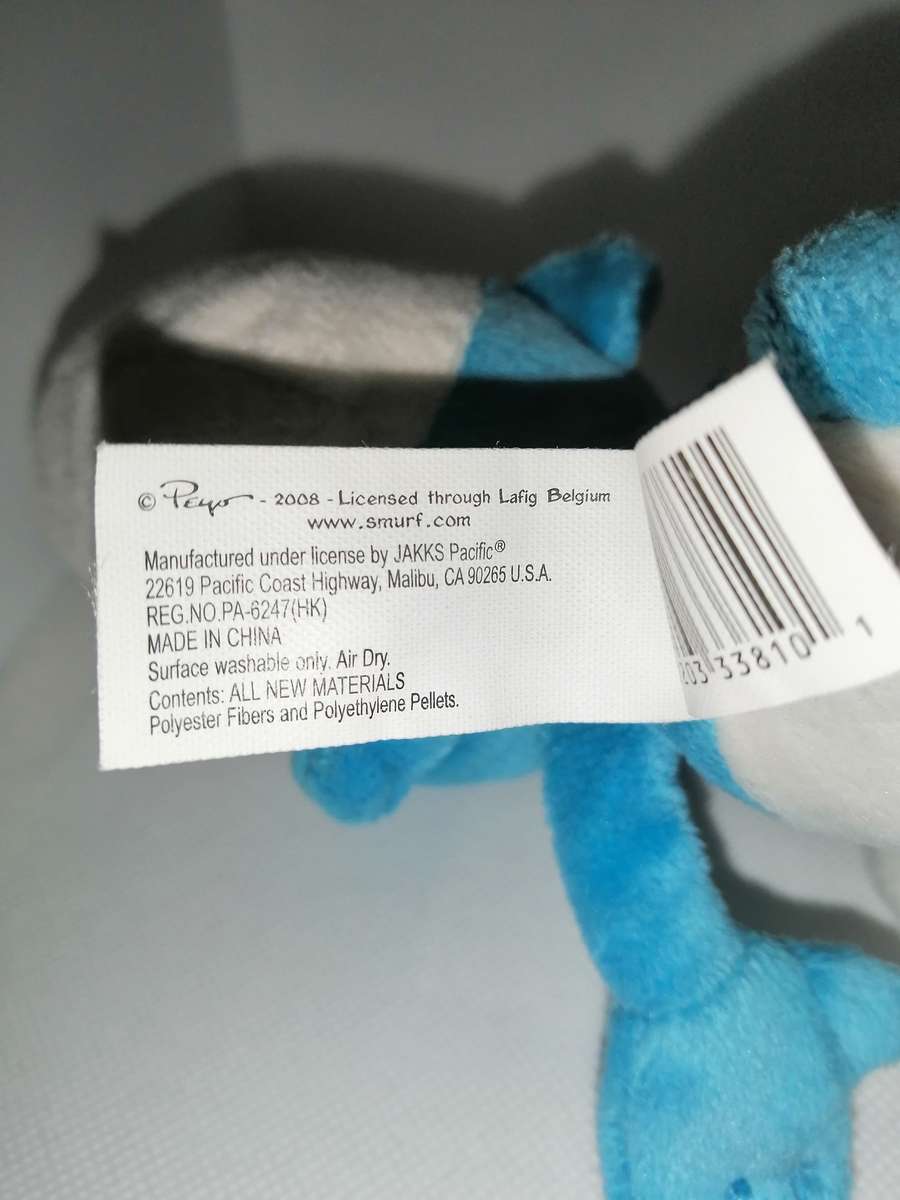 © Peyo - 2008 - Licensed through Lafig Belgium
www.smurf.com
Manufactured under license by JAKKS Pacific®
22619 Pacific Coast Highway, Malibu, CA 90265 U.S.A.
REG.NO.PA-6247(HK)
MADE IN CHINA
Surface washable only. Air Dry.
Contents: ALL NEW MATERIALS
Polyester Fibers and Polyethylene Pellets.
203 33810 1